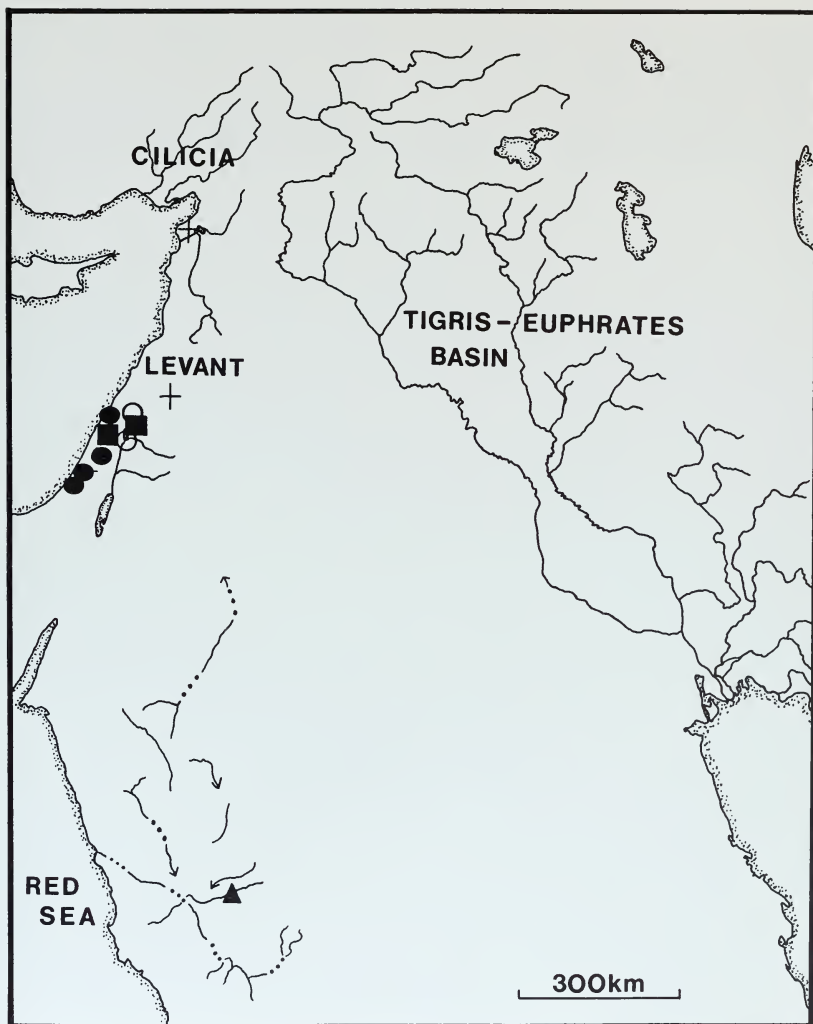 CILICIA
TIGRIS – EUPHRATES
BASIN
LEVANT
RED
SEA
300km